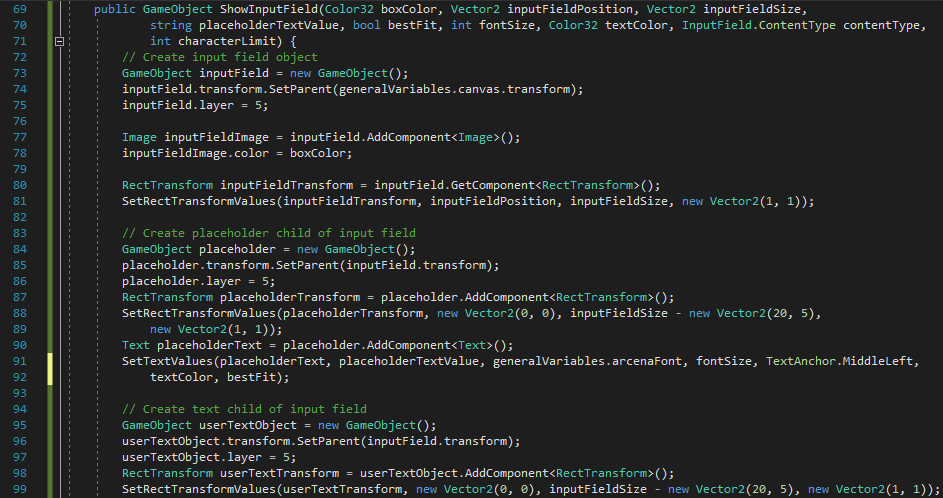 69 public GameObject ShowInputField(Color32 boxColor, Vector2 inputFieldPosition, Vector2 inputFieldSize,
70 string placeholderTextValue, bool bestFit, int fontSize, Color32 textColor, InputField.ContentType contentType,
71 int characterLimit) {
72 // Create input field object
73 GameObject inputField = new GameObject();
74 inputField.transform.SetParent(generalVariables.canvas.transform);
75 inputField.layer = 5;
76
77 Image inputFieldImage = inputField.AddComponent<Image>();
78 inputFieldImage.color = boxColor;
79
80 RectTransform inputFieldTransform = inputField.GetComponent<RectTransform>();
81 SetRectTransformValues(inputFieldTransform, inputFieldPosition, inputFieldSize, new Vector2(1, 1));
82
83 // Create placeholder child of input field
84 GameObject placeholder = new GameObject();
85 placeholder.transform.SetParent(inputField.transform);
86 placeholder.layer = 5;
87 RectTransform placeholderTransform = placeholder.AddComponent<RectTransform>();
88 SetRectTransformValues(placeholderTransform, new Vector2(0, 0), inputFieldSize - new Vector2(20, 5),
89 new Vector2(1, 1));
90 Text placeholderText = placeholder.AddComponent<Text>();
91 SetTextValues(placeholderText, placeholderTextValue, generalVariables.arcenaFont, fontSize, TextAnchor.MiddleLeft,
92 textColor, bestFit);
93
94 // Create text child of input field
95 GameObject userTextObject = new GameObject();
96 userTextObject.transform.SetParent(inputField.transform);
97 userTextObject.layer = 5;
98 RectTransform userTextTransform = userTextObject.AddComponent<RectTransform>();
99 SetRectTransformValues(userTextTransform, new Vector2(0, 0), inputFieldSize - new Vector2(20, 5), new Vector2(1, 1));